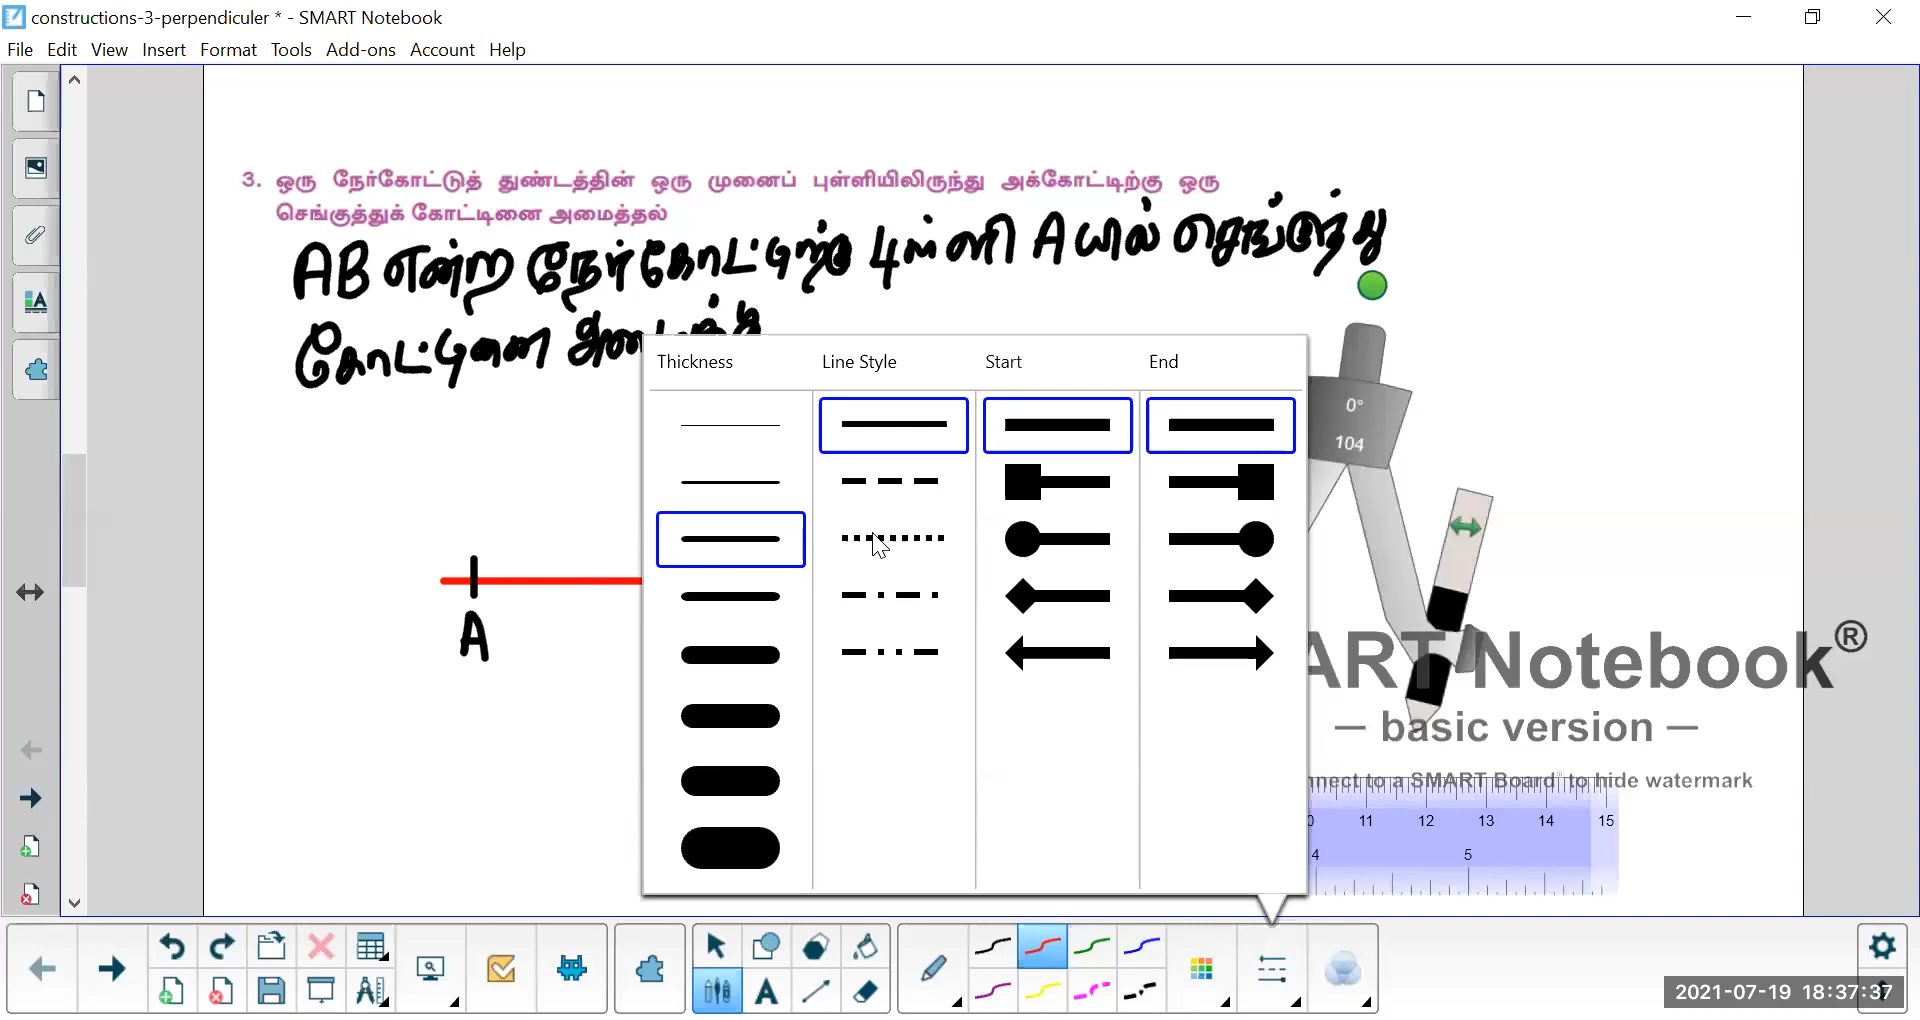 constructions-3-perpendiculer * - SMART Notebook
File Edit View Insert Format Tools Add-ons Account Help
3. ஒரு நேர்கோட்டுத் துண்டத்தின் ஒரு முனைப் புள்ளியிலிருந்து அக்கோட்டிற்கு ஒரு
செங்குத்துக் கோட்டினை அமைத்தல்
AB என்ற நேர்கோட்டிற்கு புள்ளி A யில் செங்குத்து
கோட்டினை
Thickness Line Style Start End
0°
104
A
ART Notebook®
— basic version —
nnect to a SMART Board® to hide watermark
0 11 12 13 14 15
4 5
2021-07-19 18:37:37